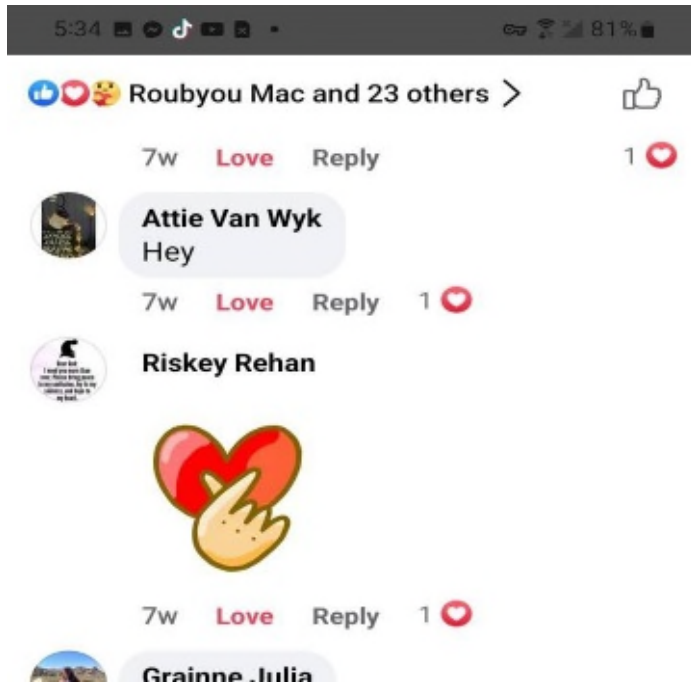 5:34 81%
Roubyou Mac and 23 others
7w Love Reply 1
Attie Van Wyk
Hey
7w Love Reply 1
Riskey Rehan
7w Love Reply 1
Grainne Julia